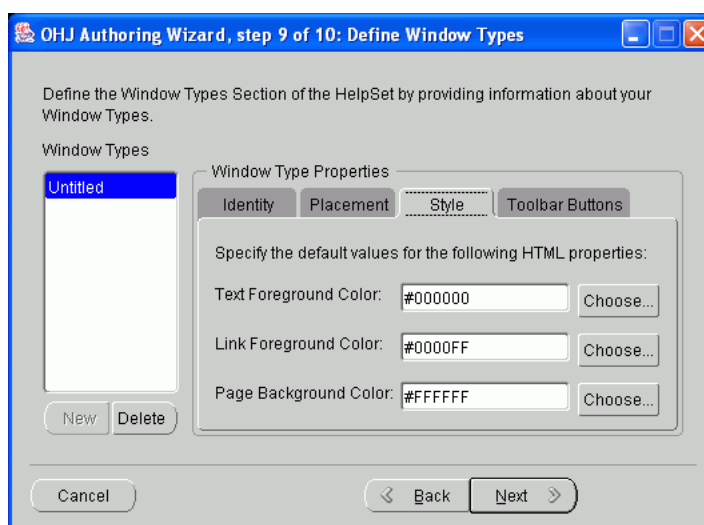 OHJ Authoring Wizard, step 9 of 10: Define Window Types
Define the Window Types Section of the HelpSet by providing information about your
Window Types.
Window Types
Untitled
New Delete
Window Type Properties
Identity Placement Style Toolbar Buttons
Specify the default values for the following HTML properties:
Text Foreground Color: #000000 Choose...
Link Foreground Color: #0000FF Choose...
Page Background Color: #FFFFFF Choose...
Cancel Back Next